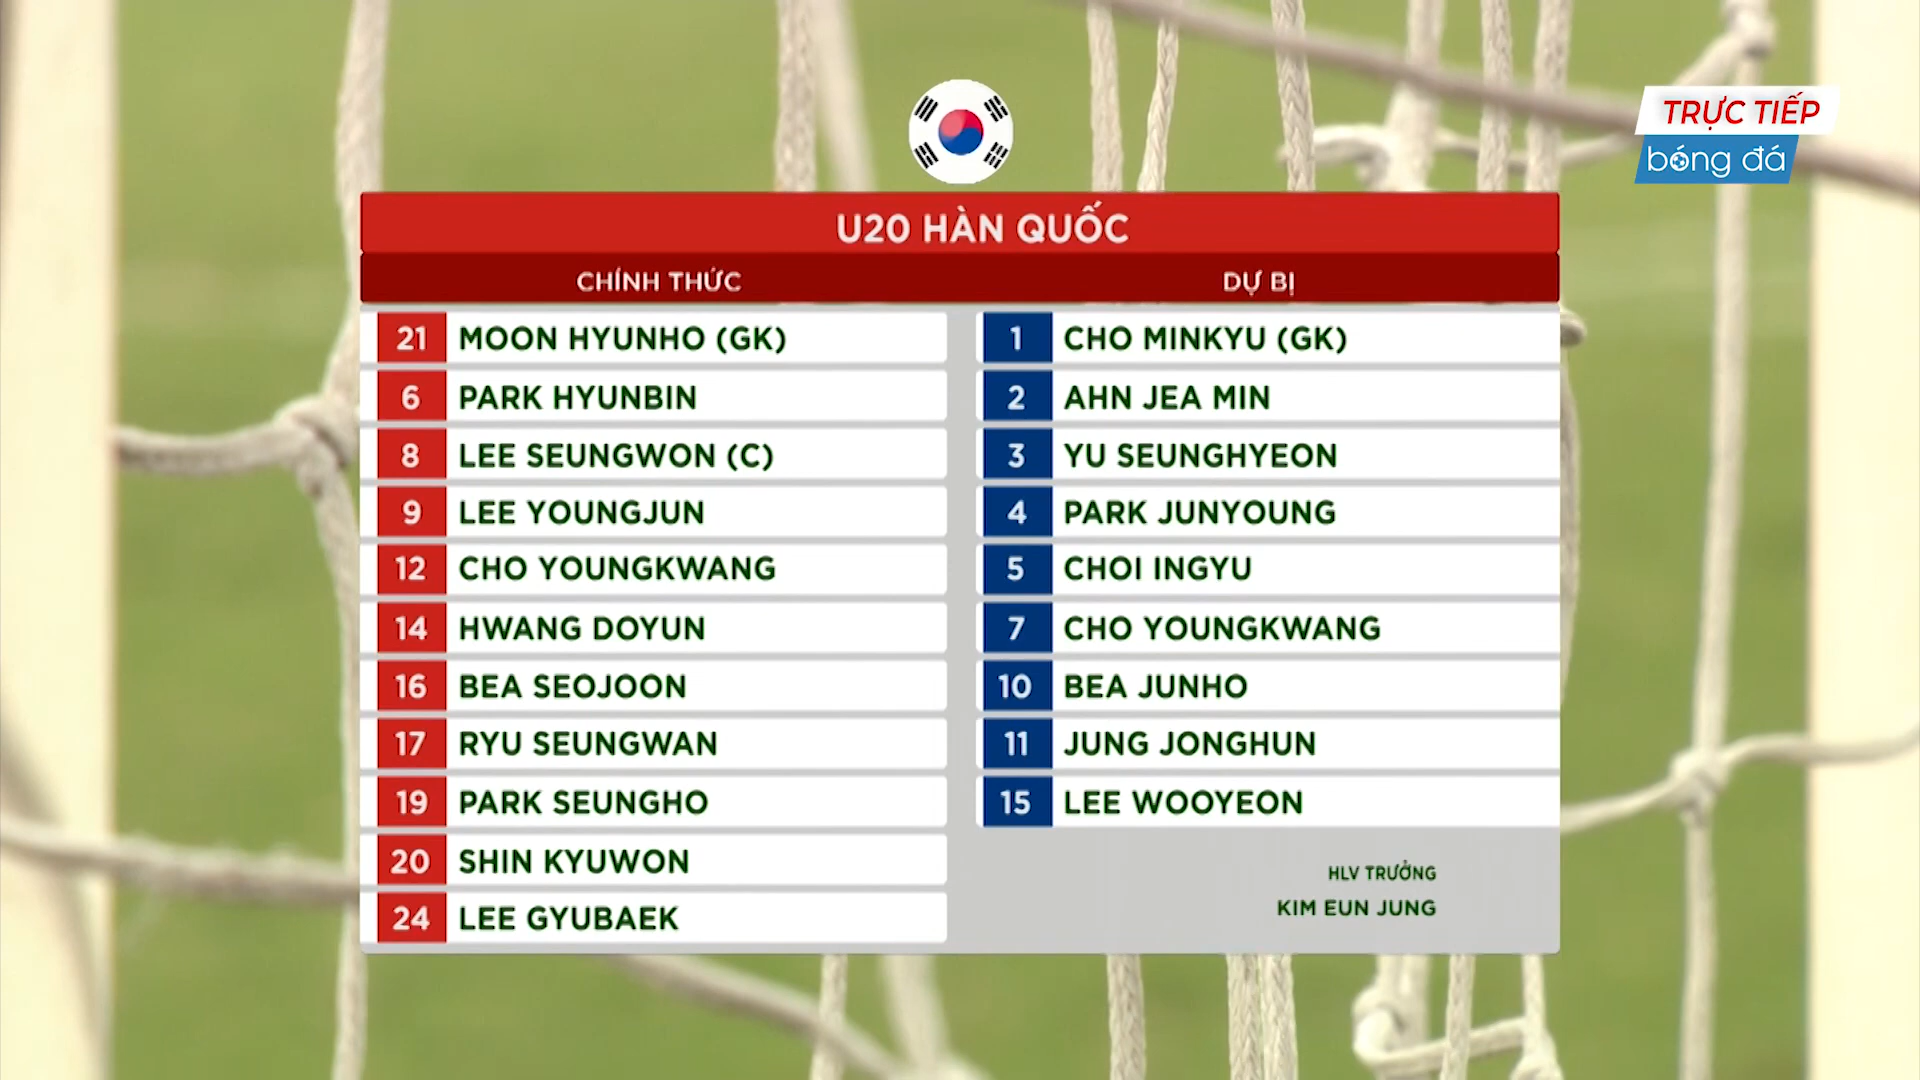 TRỰC TIẾP
bóng đá
U20 HÀN QUỐC
CHÍNH THỨC
21 MOON HYUNHO (GK)
6 PARK HYUNBIN
8 LEE SEUNGWON (C)
9 LEE YOUNGJUN
12 CHO YOUNGKWANG
14 HWANG DOYUN
16 BEA SEOJOON
17 RYU SEUNGWAN
19 PARK SEUNGHO
20 SHIN KYUWON
24 LEE GYUBAEK
DỰ BỊ
1 CHO MINKYU (GK)
2 AHN JEA MIN
3 YU SEUNGHYEON
4 PARK JUNYOUNG
5 CHOI INGYU
7 CHO YOUNGKWANG
10 BEA JUNHO
11 JUNG JONGHUN
15 LEE WOOYEON
HLV TRƯỞNG
KIM EUN JUNG